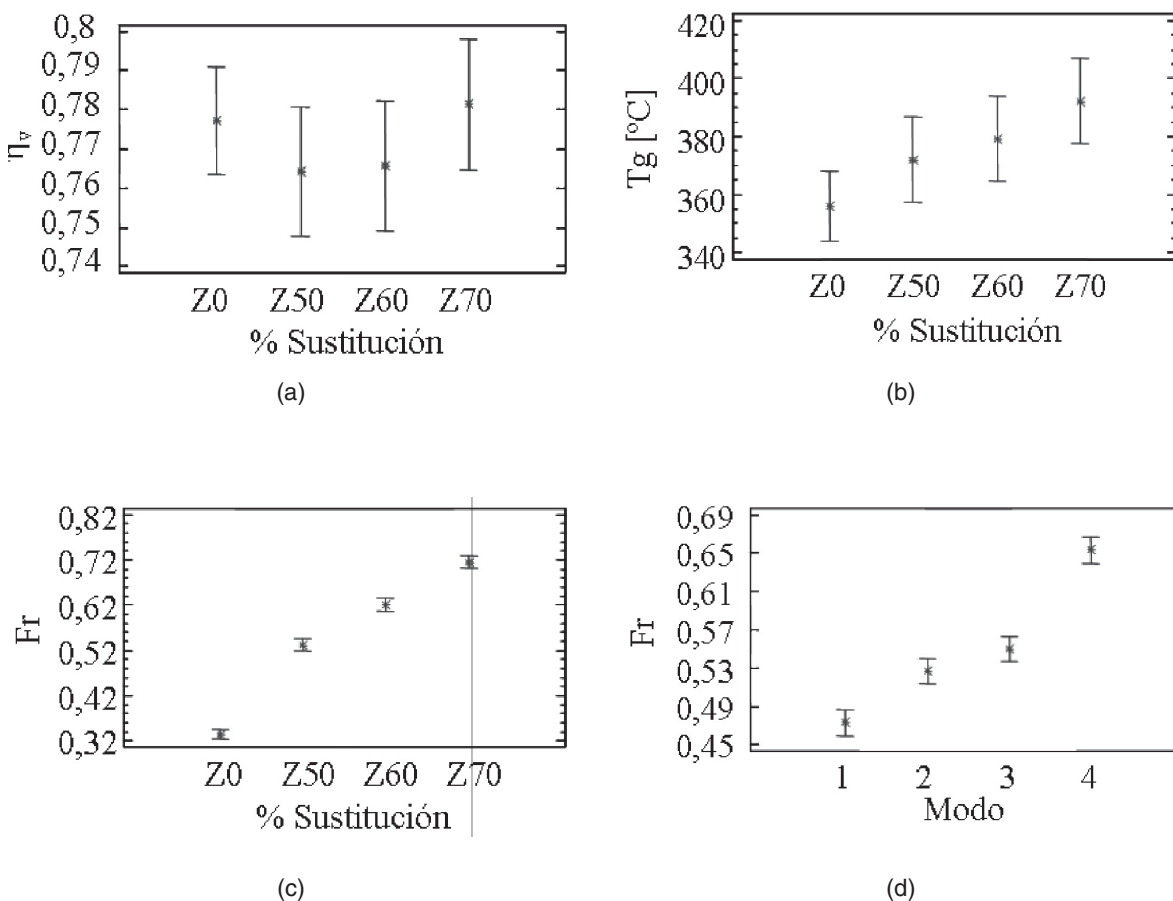 0,8
0,79
0,78
0,77
0,76
0,75
0,74
ηv
Z0 Z50 Z60 Z70
% Sustitución
(a)
420
400
380
360
340
Tg [ºC]
Z0 Z50 Z60 Z70
% Sustitución
(b)
0,82
0,72
0,62
0,52
0,42
0,32
Fr
Z0 Z50 Z60 Z70
% Sustitución
(c)
0,69
0,65
0,61
0,57
0,53
0,49
0,45
Fr
1 2 3 4
Modo
(d)